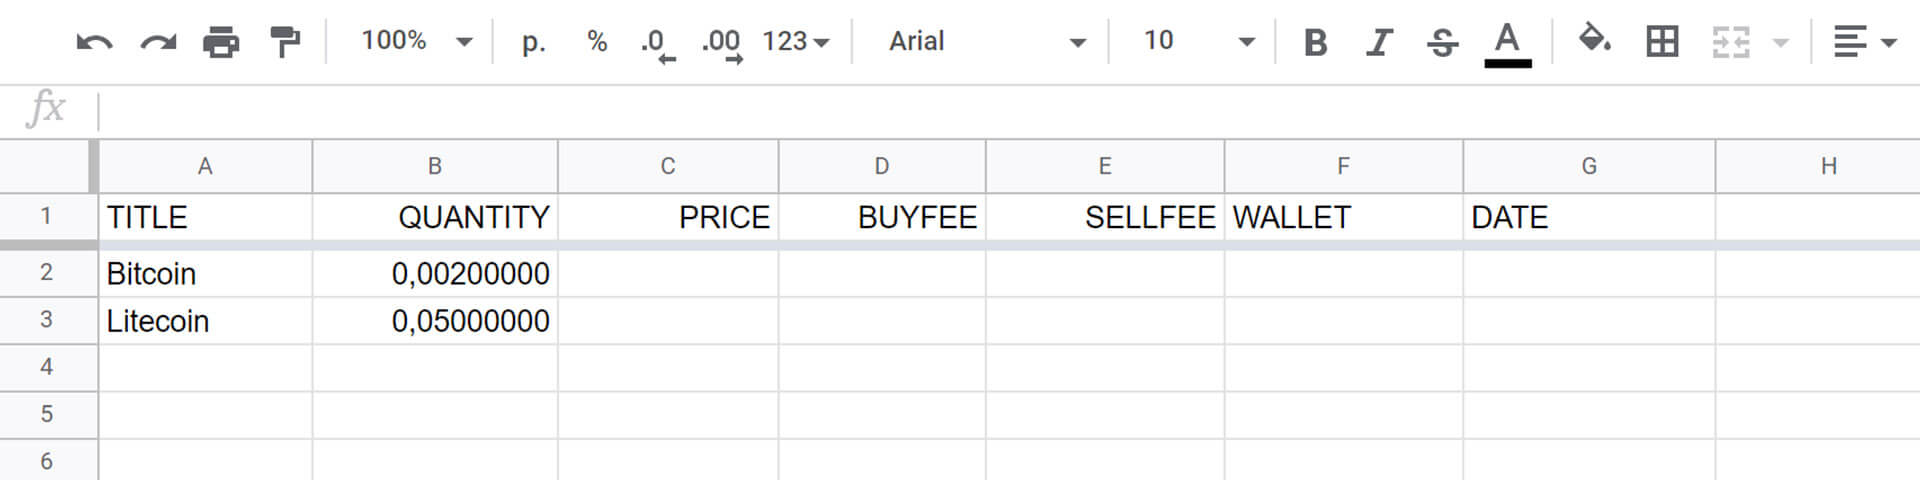 100% p. % .0 .00 123 Arial 10 B I S A
fx
A B C D E F G H
1 TITLE QUANTITY PRICE BUYFEE SELLFEE WALLET DATE
2 Bitcoin 0,00200000
3 Litecoin 0,05000000
4
5
6